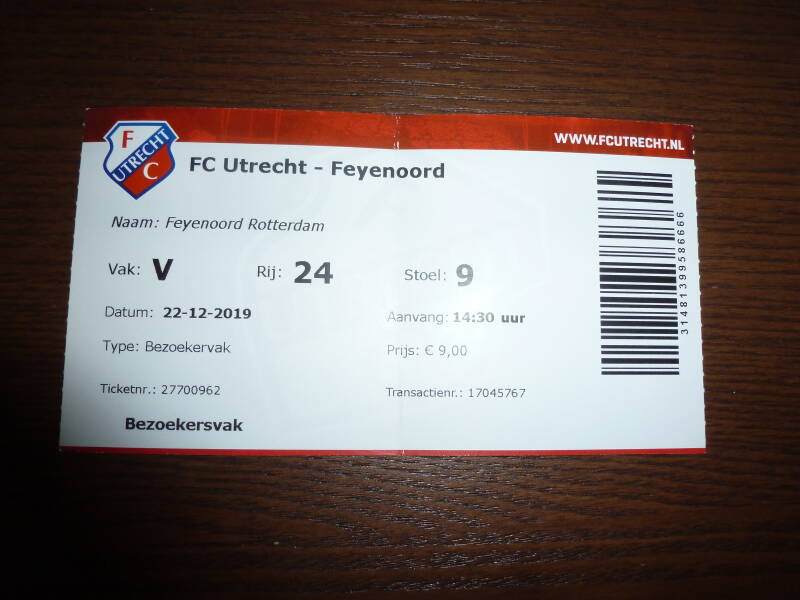 WWW.FCUTRECHT.NL
FC UTRECHT
FC Utrecht - Feyenoord
Naam: Feyenoord Rotterdam
Vak: V Rij: 24 Stoel: 9
Datum: 22-12-2019 Aanvang: 14:30 uur
Type: Bezoekervak Prijs: € 9,00
Ticketnr.: 27700962 Transactienr.: 17045767
Bezoekersvak
31481399586666